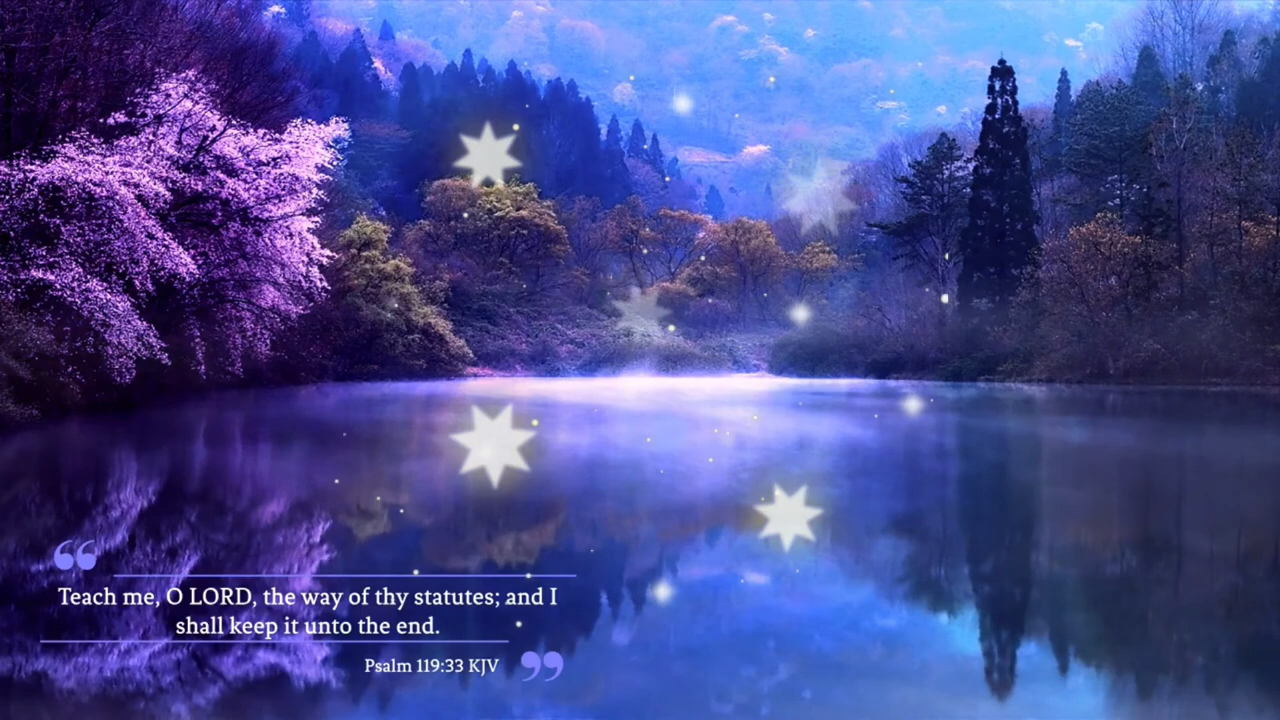 Teach me, O LORD, the way of thy statutes; and I
shall keep it unto the end.
Psalm 119:33 KJV